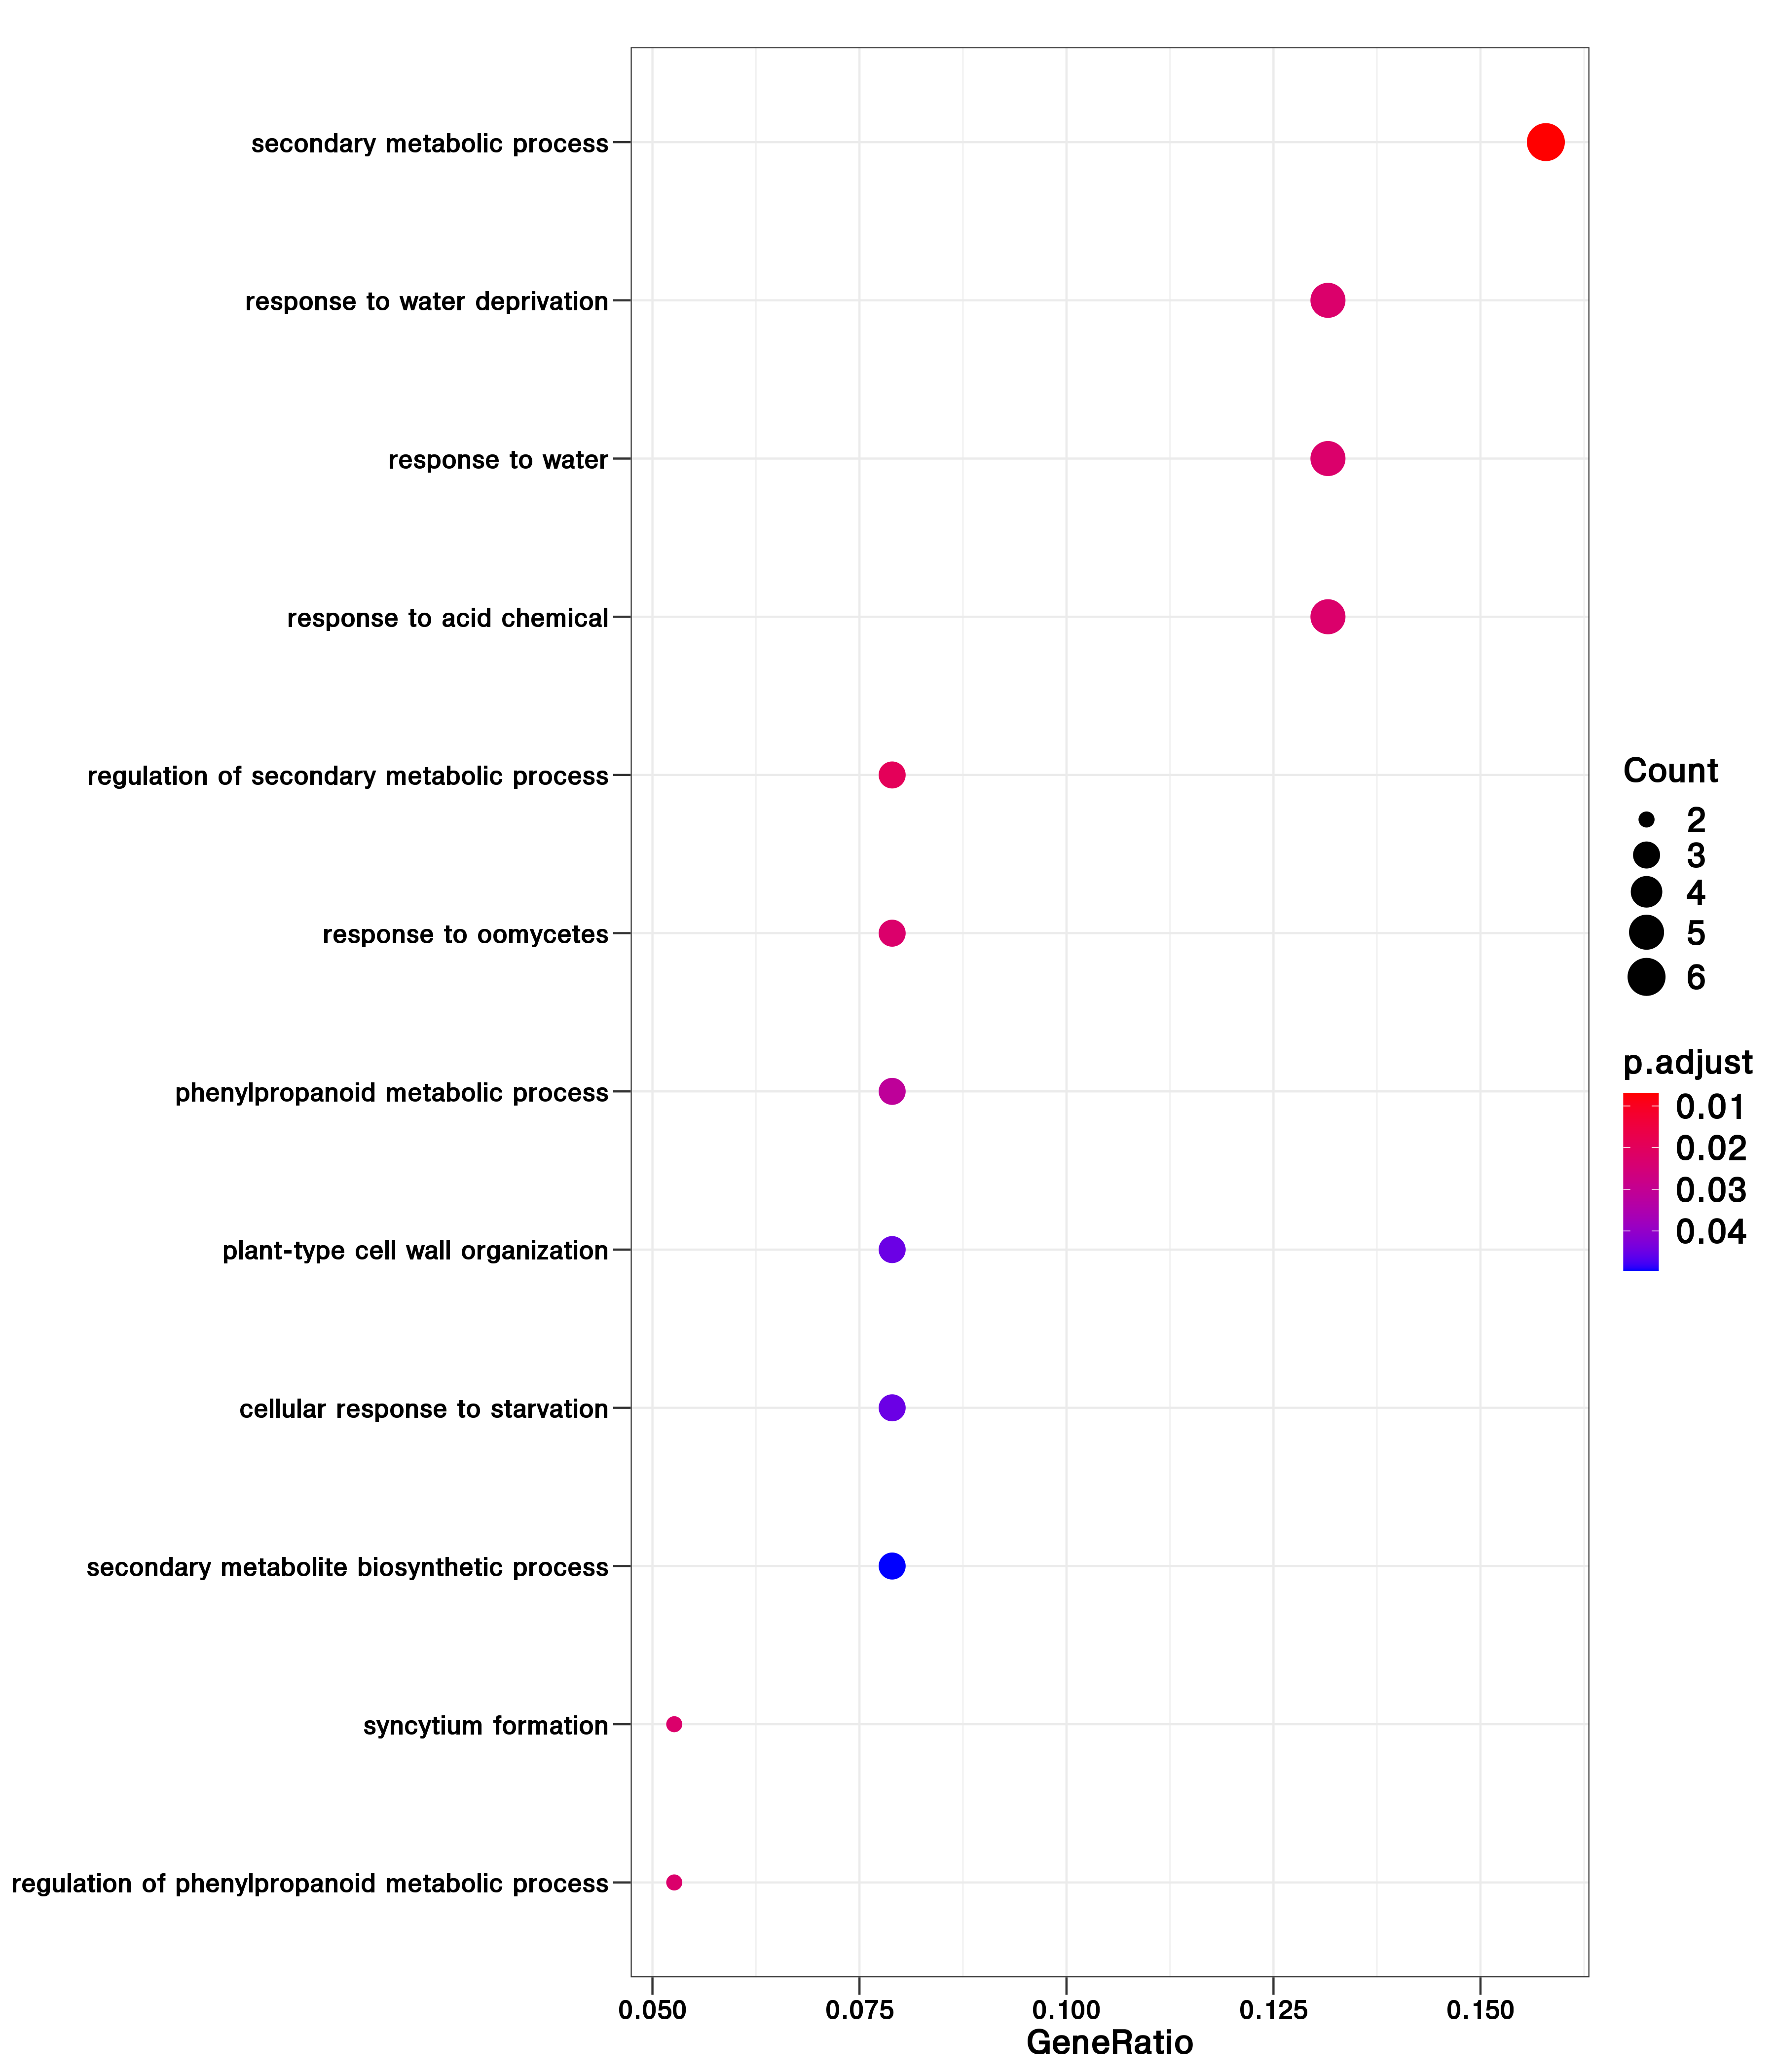 secondary metabolic process
response to water deprivation
response to water
response to acid chemical
regulation of secondary metabolic process
response to oomycetes
phenylpropanoid metabolic process
plant-type cell wall organization
cellular response to starvation
secondary metabolite biosynthetic process
syncytium formation
regulation of phenylpropanoid metabolic process
0.050 0.075 0.100 0.125 0.150
GeneRatio
Count
2
3
4
5
6
p.adjust
0.01
0.02
0.03
0.04